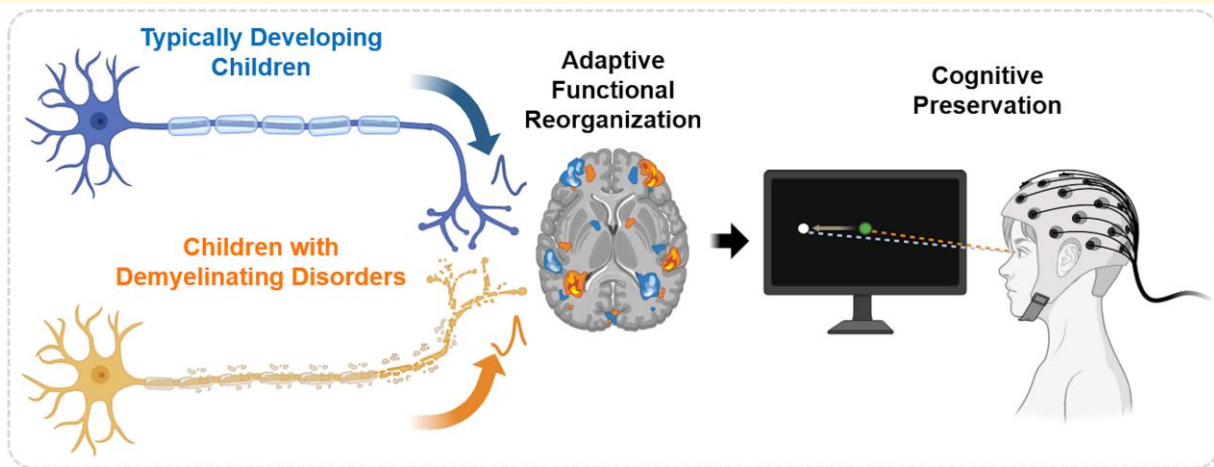 Typically Developing
Children
Adaptive
Functional
Reorganization
Cognitive
Preservation
Children with
Demyelinating Disorders